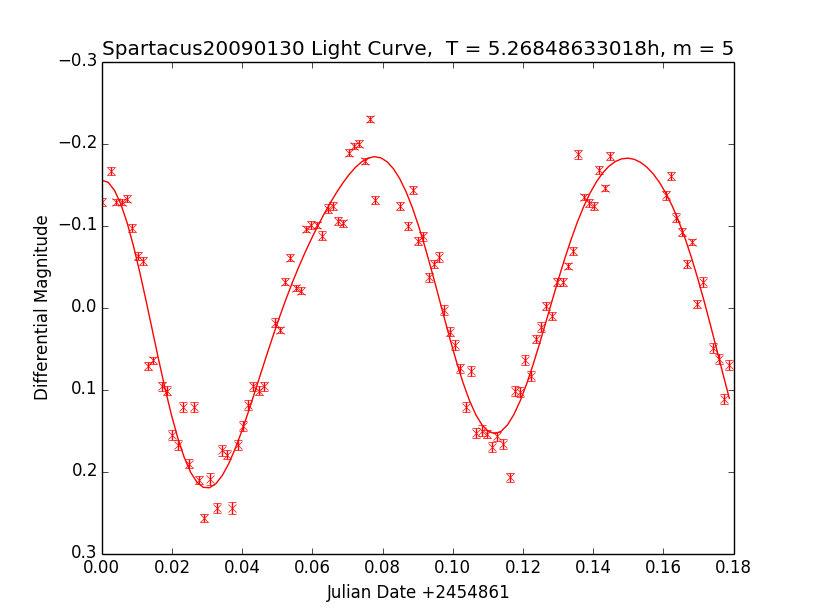 Spartacus20090130 Light Curve,  T = 5.26848633018h, m = 5
−0.3
−0.2
−0.1
0.0
0.1
0.2
0.3
Differential Magnitude
0.00 0.02 0.04 0.06 0.08 0.10 0.12 0.14 0.16 0.18
Julian Date +2454861